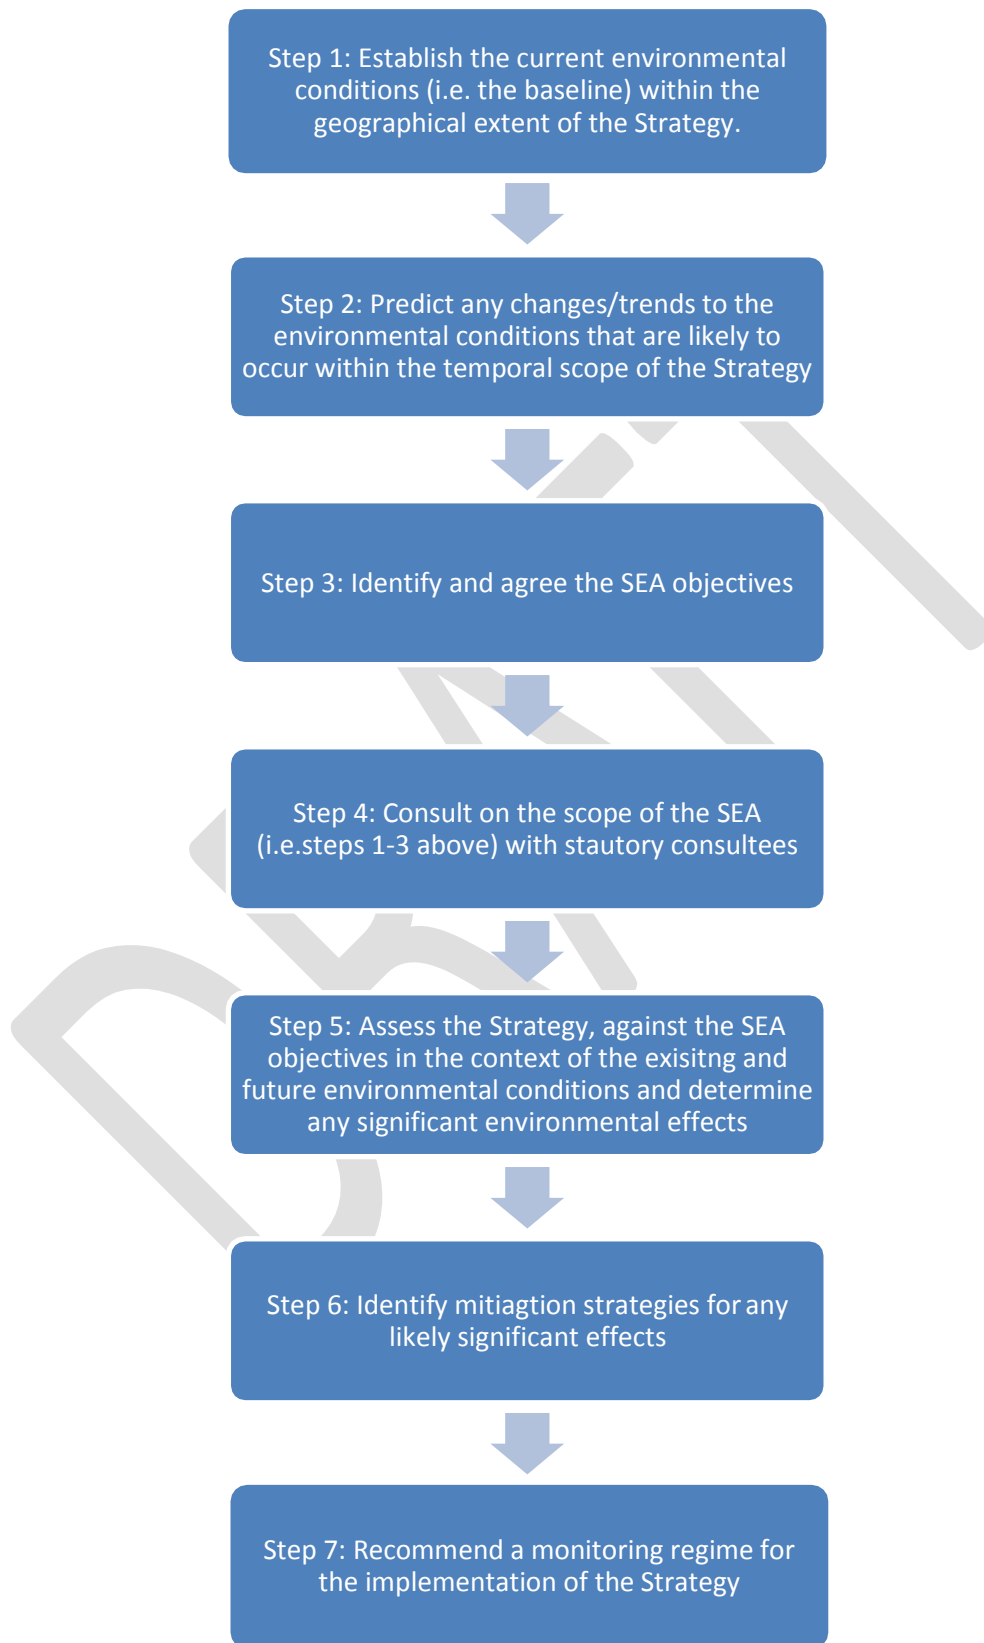 Step 1: Establish the current environmental
conditions (i.e. the baseline) within the
geographical extent of the Strategy.
Step 2: Predict any changes/trends to the
environmental conditions that are likely to
occur within the temporal scope of the Strategy
Step 3: Identify and agree the SEA objectives
Step 4: Consult on the scope of the SEA
(i.e.steps 1-3 above) with stautory consultees
Step 5: Assess the Strategy, against the SEA
objectives in the context of the exisitng and
future environmental conditions and determine
any significant environmental effects
Step 6: Identify mitiagtion strategies for any
likely significant effects
Step 7: Recommend a monitoring regime for
the implementation of the Strategy